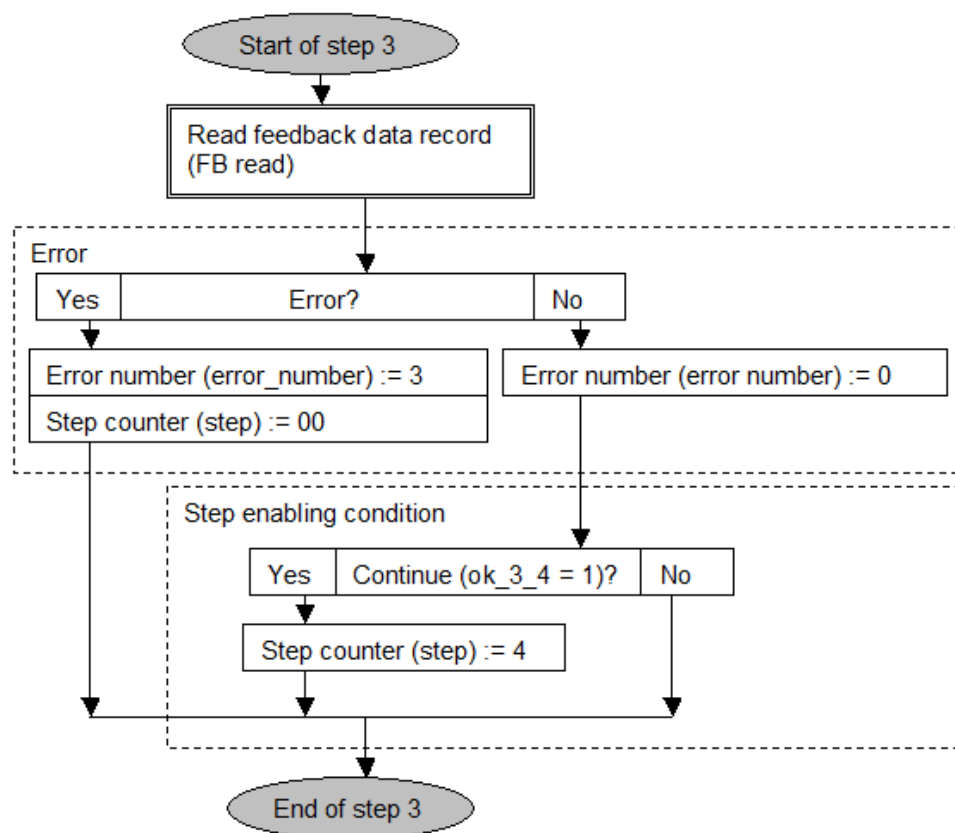 Start of step 3
Read feedback data record
(FB read)
Error
Yes
Error?
No
Error number (error_number) := 3
Step counter (step) := 00
Error number (error number) := 0
Step enabling condition
Yes
Continue (ok_3_4 = 1)?
No
Step counter (step) := 4
End of step 3